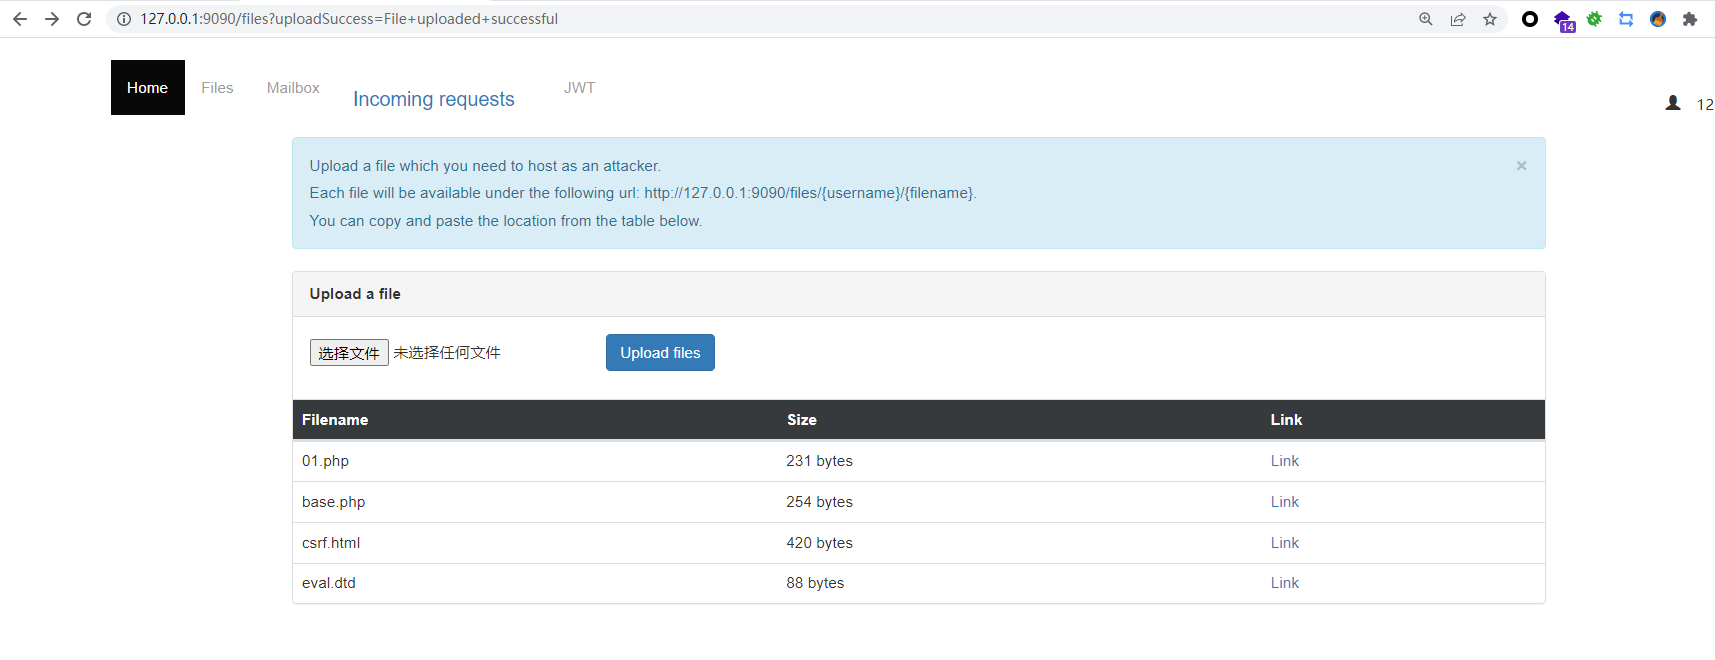 127.0.0.1:9090/files?uploadSuccess=File+uploaded+successful
14
Home Files Mailbox Incoming requests JWT
12
Upload a file which you need to host as an attacker. ×
Each file will be available under the following url: http://127.0.0.1:9090/files/{username}/{filename}.
You can copy and paste the location from the table below.
Upload a file
选择文件 未选择任何文件 Upload files
Filename Size Link
01.php 231 bytes Link
base.php 254 bytes Link
csrf.html 420 bytes Link
eval.dtd 88 bytes Link